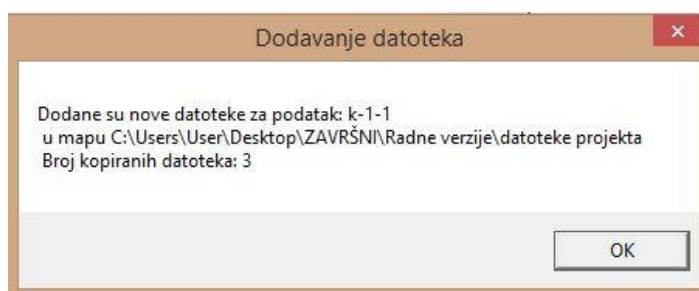 Dodavanje datoteka
Dodane su nove datoteke za podatak: k-1-1
u mapu C:\Users\User\Desktop\ZAVRŠNI\Radne verzije\datoteke projekta
Broj kopiranih datoteka: 3
OK